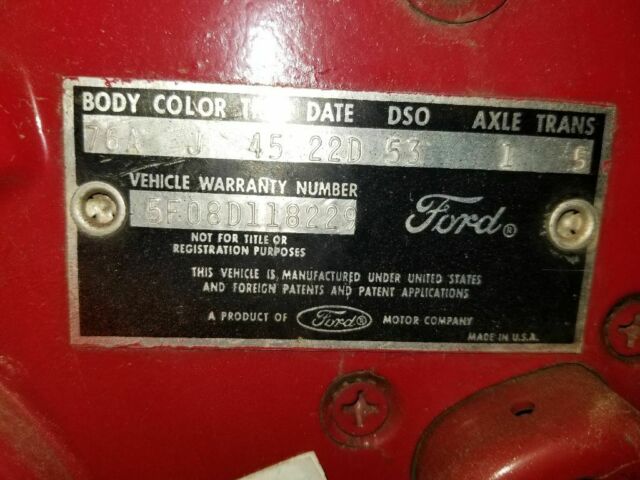 BODY COLOR TRIM DATE DSO AXLE TRANS
76A J 45 22D 53 1 5
VEHICLE WARRANTY NUMBER
5F08D118229
Ford®
NOT FOR TITLE OR
REGISTRATION PURPOSES
THIS VEHICLE IS MANUFACTURED UNDER UNITED STATES
AND FOREIGN PATENTS AND PATENT APPLICATIONS
A PRODUCT OF Ford® MOTOR COMPANY
MADE IN U.S.A.